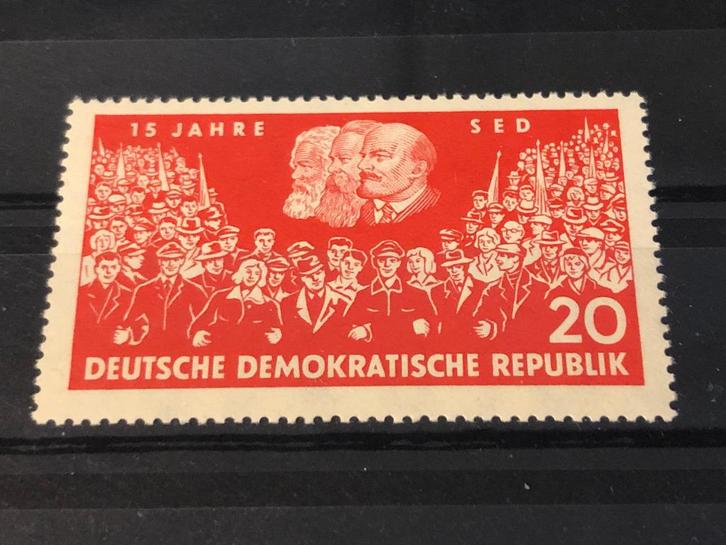 15 JAHRE SED
20
DEUTSCHE DEMOKRATISCHE REPUBLIK